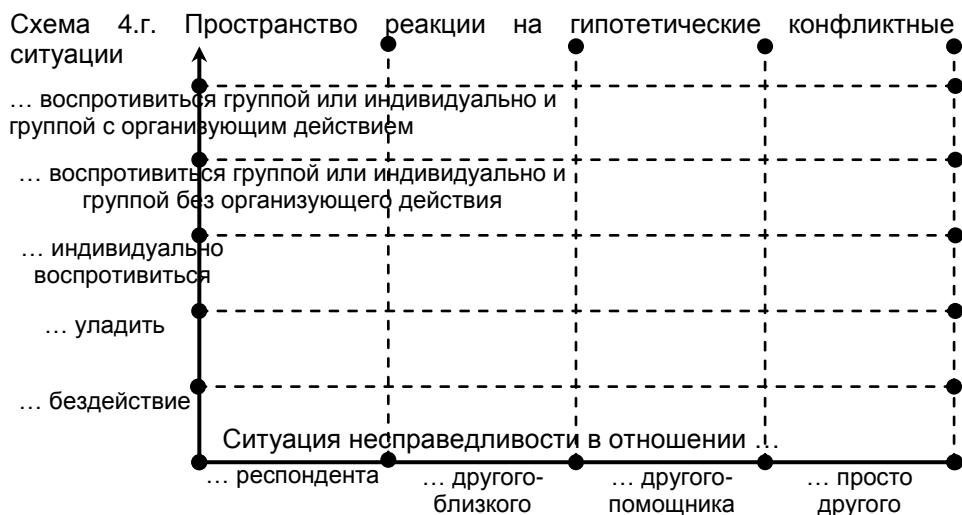 Схема 4.г. Пространство реакции на гипотетические конфликтные
ситуации
… воспротивиться группой или индивидуально и
группой с организующим действием
… воспротивиться группой или индивидуально и
группой без организующего действия
… индивидуально
воспротивиться
… уладить
… бездействие
Ситуация несправедливости в отношении …
… респондента
… другого-
близкого
… другого-
помощника
… просто
другого